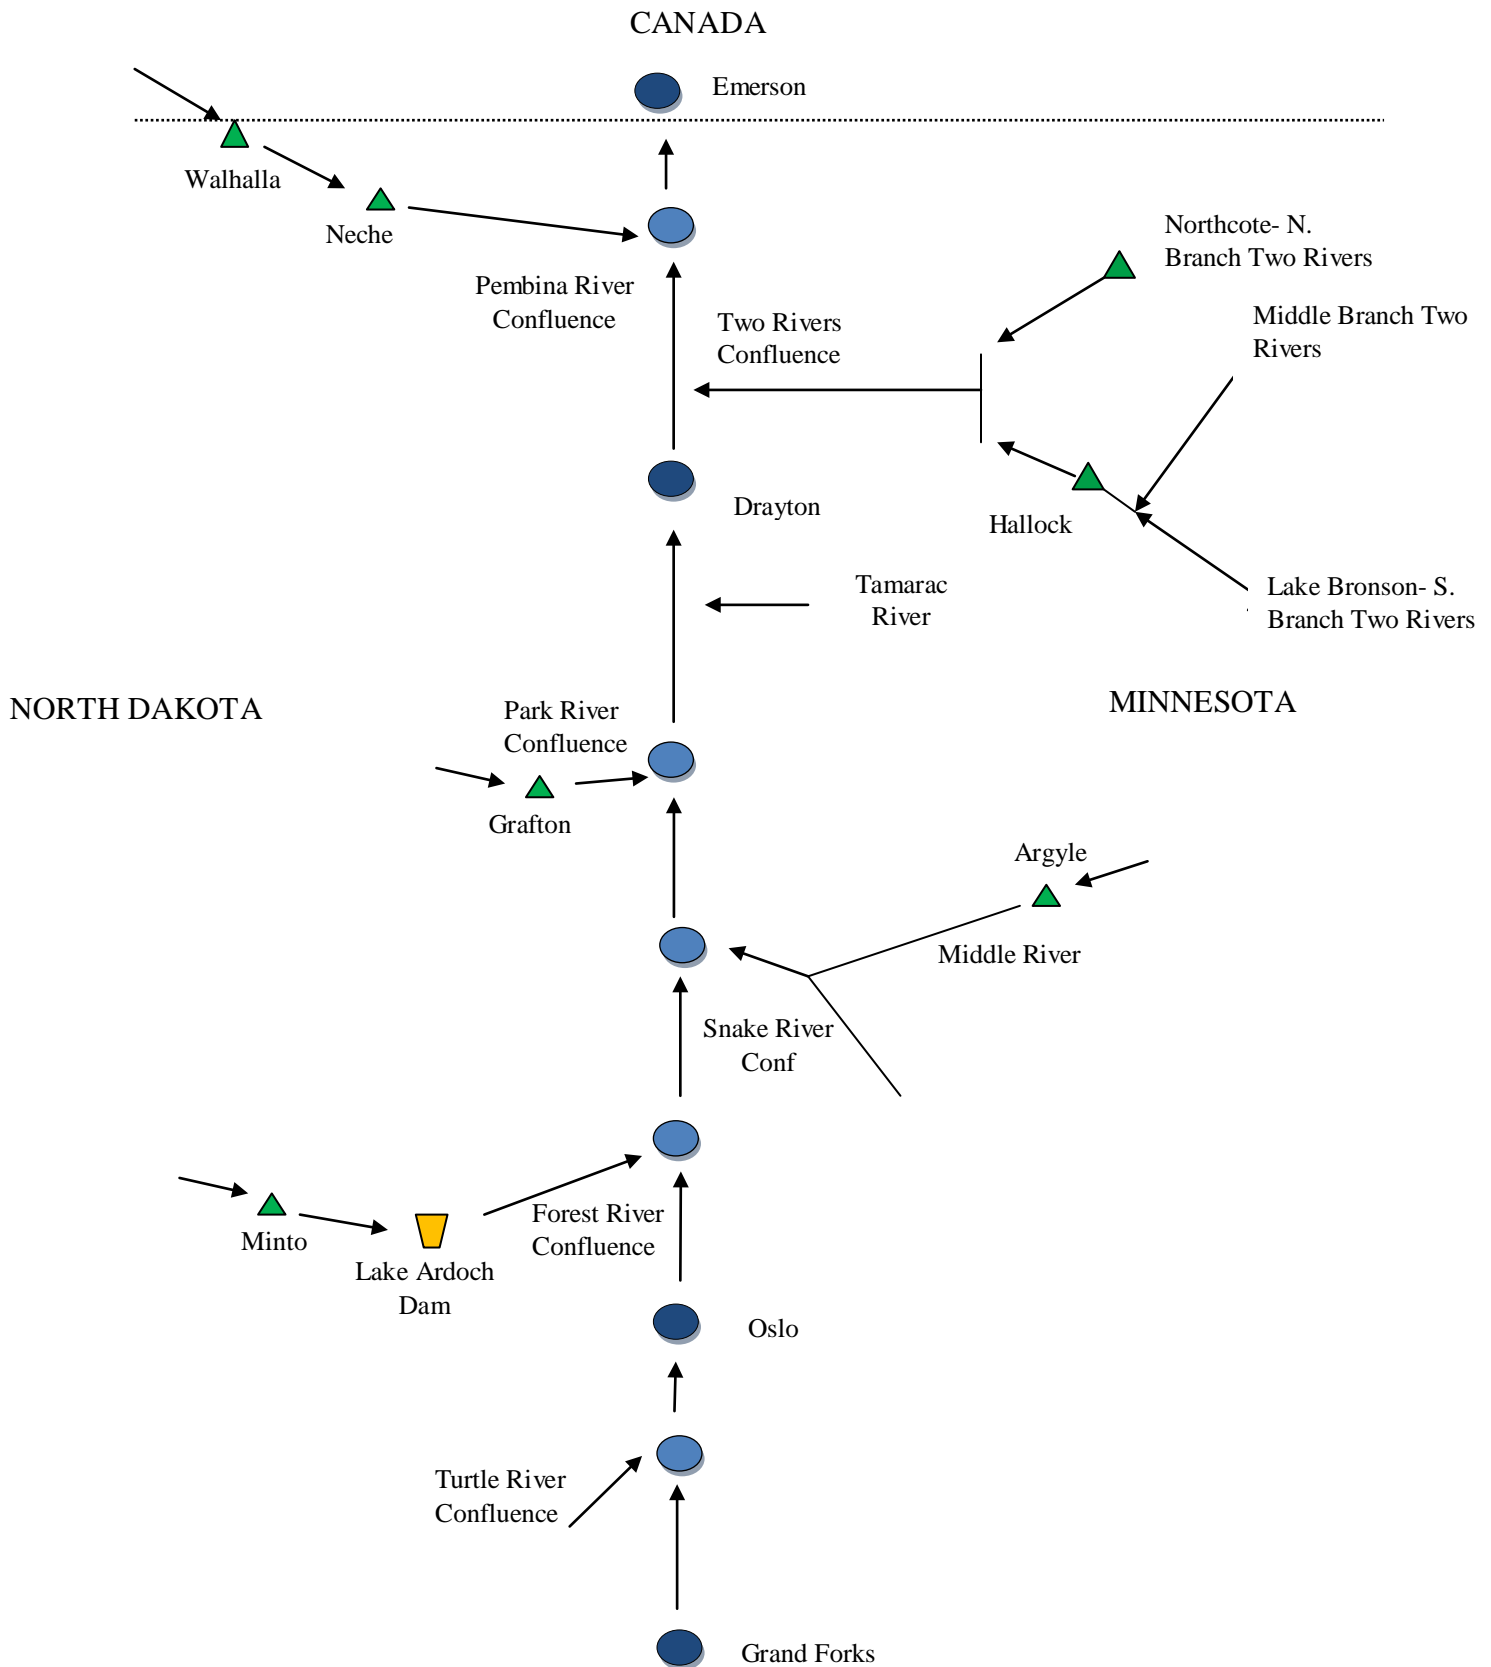 CANADA
Emerson
Walhalla
Neche
Northcote- N.
Branch Two Rivers
Pembina River
Confluence
Two Rivers
Confluence
Middle Branch Two
Rivers
Drayton
Hallock
Tamarac
River
Lake Bronson- S.
Branch Two Rivers
NORTH DAKOTA
MINNESOTA
Park River
Confluence
Grafton
Argyle
Middle River
Snake River
Conf
Forest River
Confluence
Minto
Lake Ardoch
Dam
Oslo
Turtle River
Confluence
Grand Forks